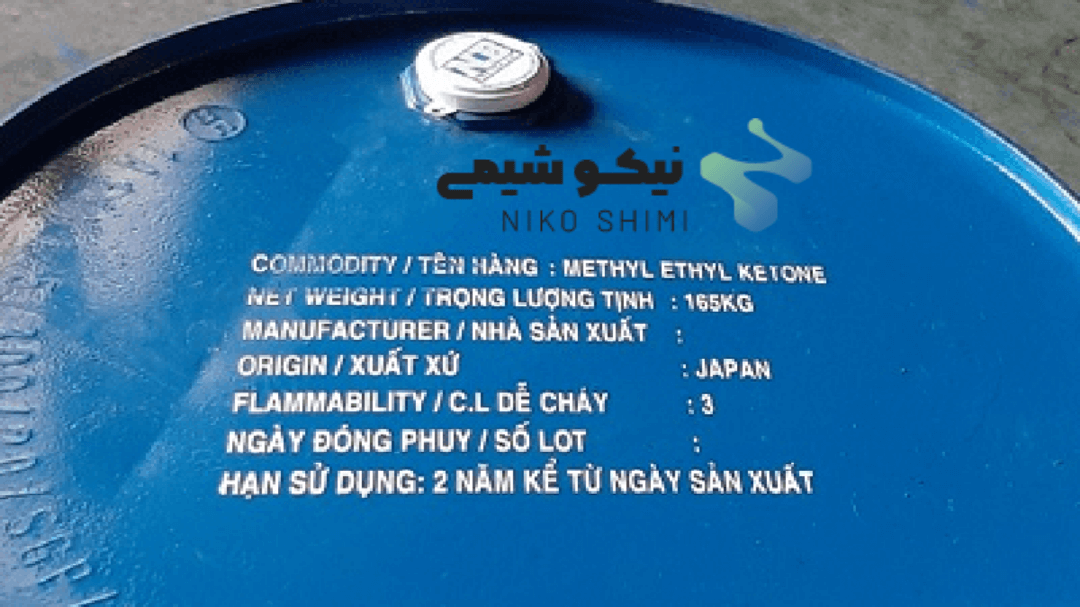 نیکو شیمی
NIKO SHIMI
COMMODITY / TÊN HÀNG : METHYL ETHYL KETONE
NET WEIGHT / TRỌNG LƯỢNG TỊNH : 165KG
MANUFACTURER / NHÀ SẢN XUẤT :
ORIGIN / XUẤT XỨ : JAPAN
FLAMMABILITY / C.L DỄ CHÁY : 3
NGÀY ĐÓNG PHUY / SỐ LOT :
HẠN SỬ DỤNG: 2 NĂM KỂ TỪ NGÀY SẢN XUẤT